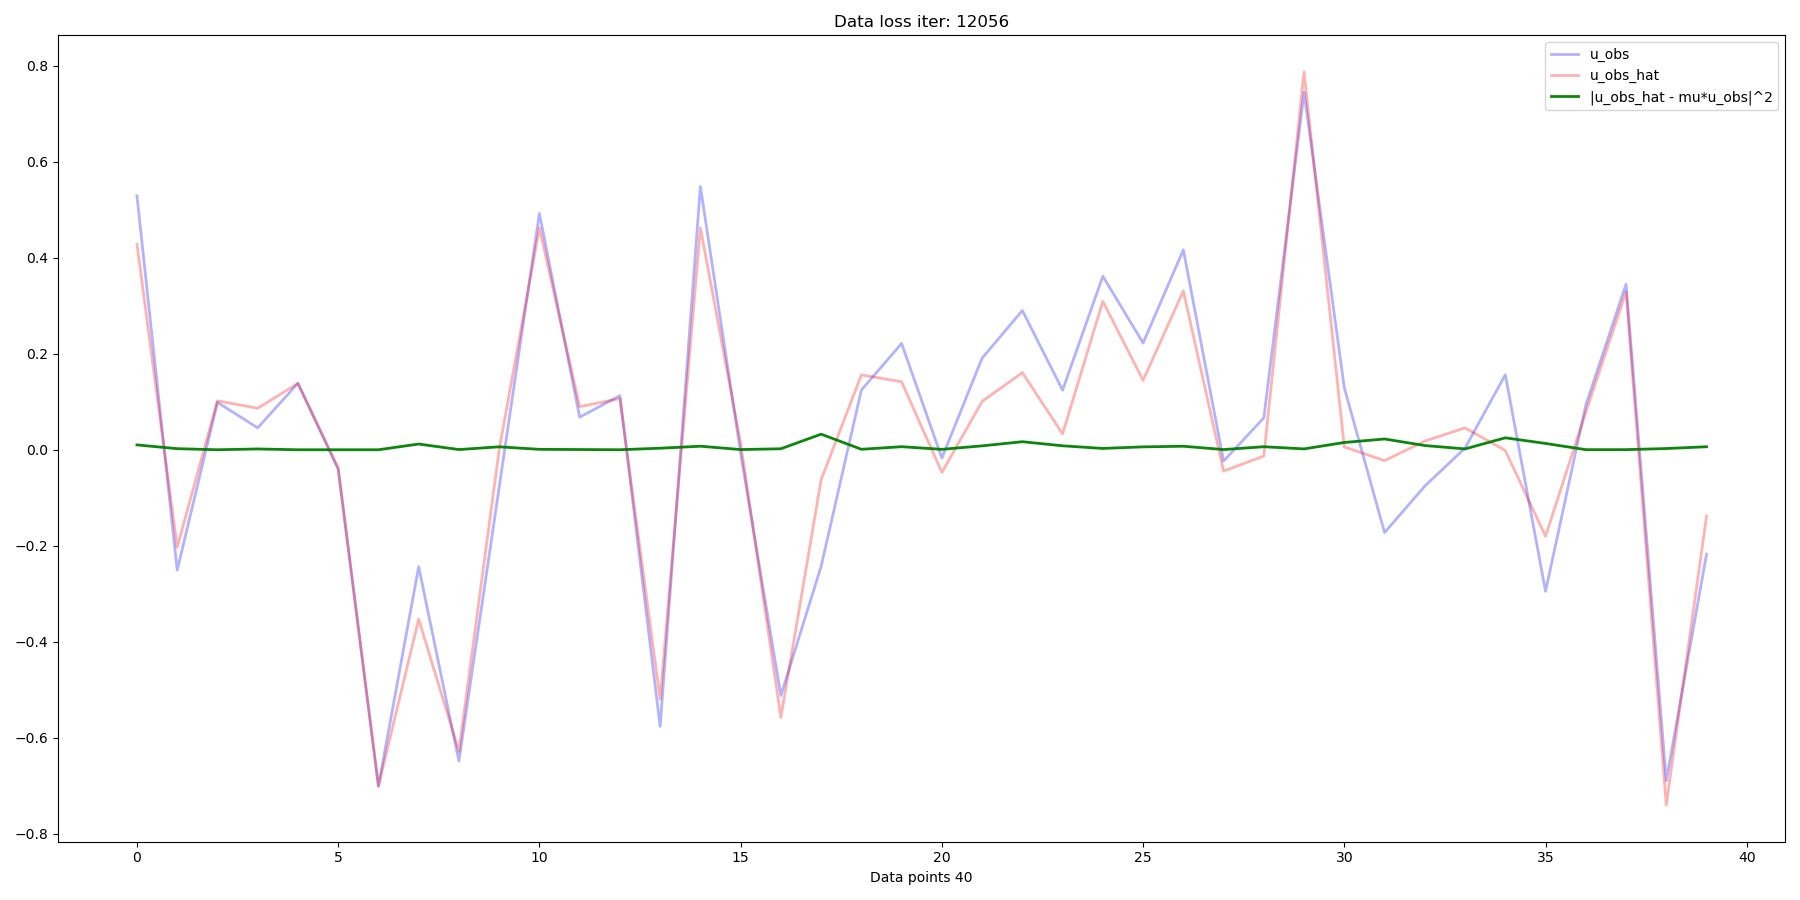 Data loss iter: 12056
u_obs
u_obs_hat
|u_obs_hat - mu*u_obs|^2
0.8
0.6
0.4
0.2
0.0
−0.2
−0.4
−0.6
−0.8
0 5 10 15 20 25 30 35 40
Data points 40